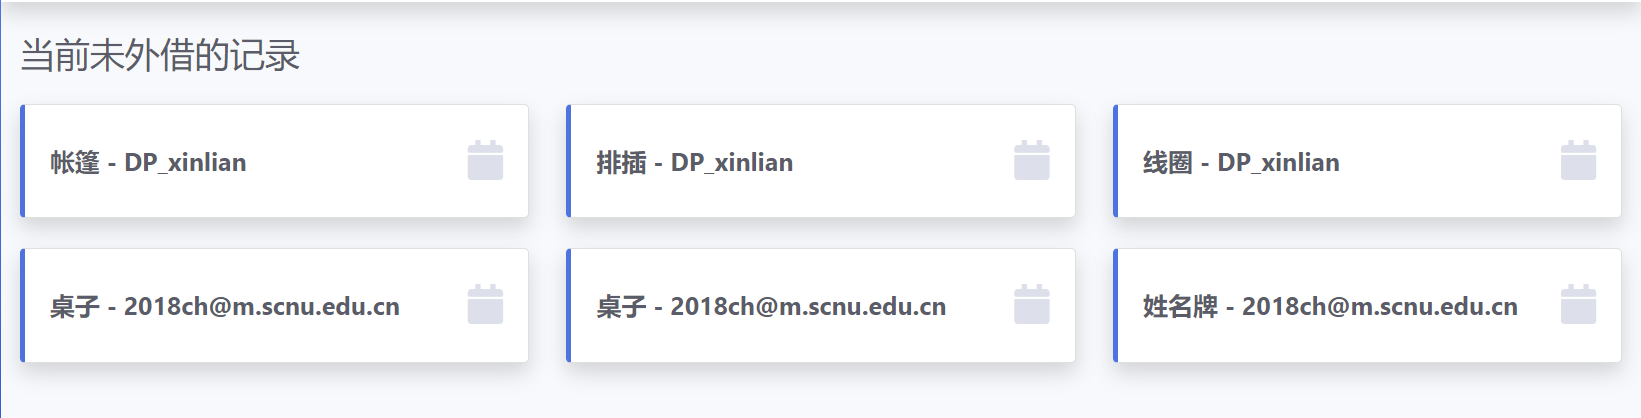 当前未外借的记录
帐篷 - DP_xinlian
排插 - DP_xinlian
线圈 - DP_xinlian
桌子 - 2018ch@m.scnu.edu.cn
桌子 - 2018ch@m.scnu.edu.cn
姓名牌 - 2018ch@m.scnu.edu.cn